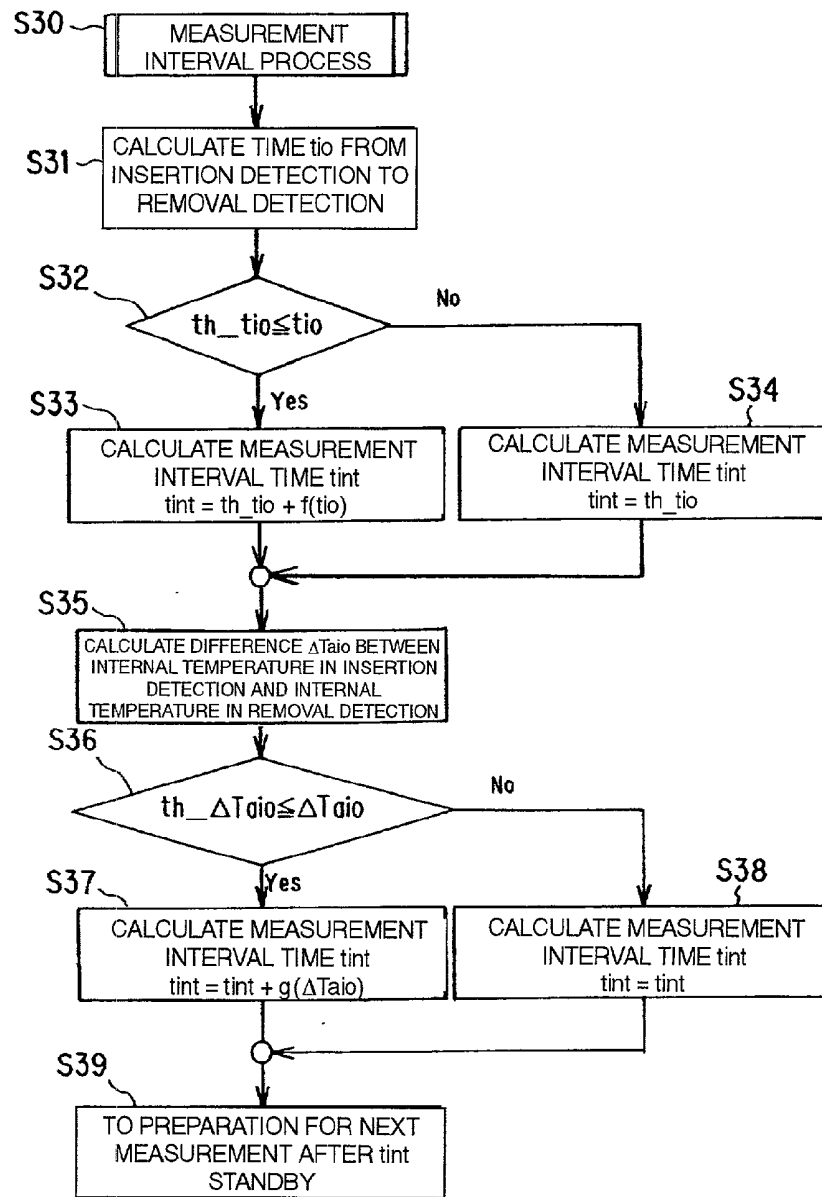 S30
MEASUREMENT
INTERVAL PROCESS
S31
CALCULATE TIME tio FROM
INSERTION DETECTION TO
REMOVAL DETECTION
S32
th_tio≦tio
No
Yes
S33
CALCULATE MEASUREMENT
INTERVAL TIME tint
tint = th_tio + f(tio)
S34
CALCULATE MEASUREMENT
INTERVAL TIME tint
tint = th_tio
S35
CALCULATE DIFFERENCE ΔTaio BETWEEN
INTERNAL TEMPERATURE IN INSERTION
DETECTION AND INTERNAL
TEMPERATURE IN REMOVAL DETECTION
S36
th_ΔTaio≦ΔTaio
No
Yes
S37
CALCULATE MEASUREMENT
INTERVAL TIME tint
tint = tint + g(ΔTaio)
S38
CALCULATE MEASUREMENT
INTERVAL TIME tint
tint = tint
S39
TO PREPARATION FOR NEXT
MEASUREMENT AFTER tint
STANDBY